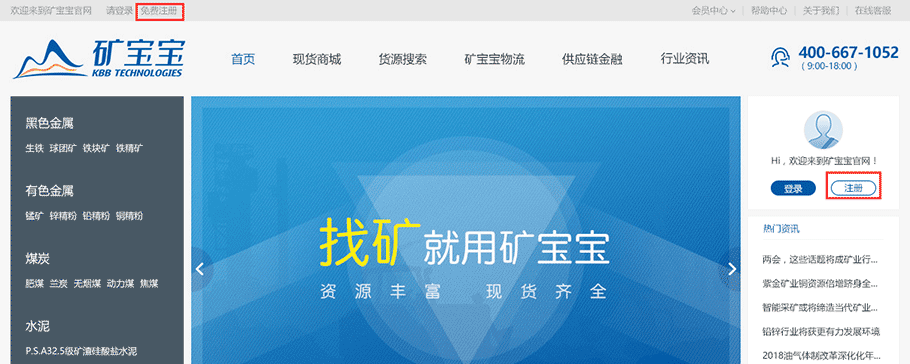 欢迎来到矿宝宝官网 请登录 免费注册 会员中心 帮助中心 关于我们 在线客服
矿宝宝
KBB TECHNOLOGIES
首页 现货商城 货源搜索 矿宝宝物流 供应链金融 行业资讯
400-667-1052
(9:00-18:00)
黑色金属
生铁 球团矿 铁块矿 铁精矿
有色金属
锰矿 锌精粉 铅精粉 铜精粉
煤炭
肥煤 兰炭 无烟煤 动力煤 焦煤
水泥
P.S.A32.5级矿渣硅酸盐水泥
找矿就用矿宝宝
资源丰富 现货齐全
Hi，欢迎来到矿宝宝官网！
登录 注册
热门资讯
两会，这些话题将成矿业行...
紫金矿业铜资源倍增跻身全...
智能采矿或将缔造当代矿业...
铅锌行业将获更有力发展环境
2018油气体制改革深化化年...